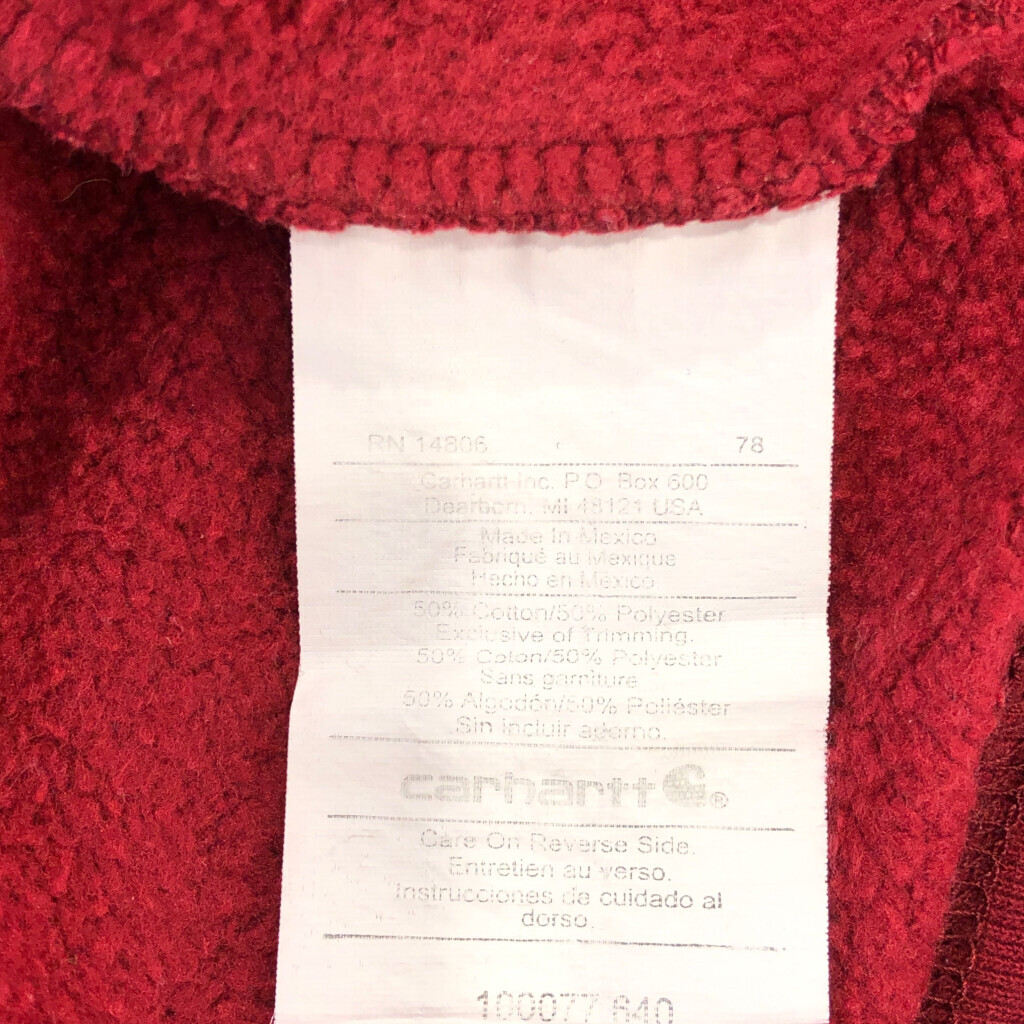 RN 14806 78
Carhartt Inc. P.O. Box 600
Dearborn, MI 48121 USA
Made In Mexico
Fabriqué au Mexique
Hecho en México
50% Cotton/50% Polyester
Exclusive of Trimming.
50% Coton/50% Polyester
Sans garniture
50% Algodón/50% Poliéster
Sin incluir adorno.
carhartt®
Care On Reverse Side.
Entretien au verso.
Instrucciones de cuidado al
dorso.
100077 640